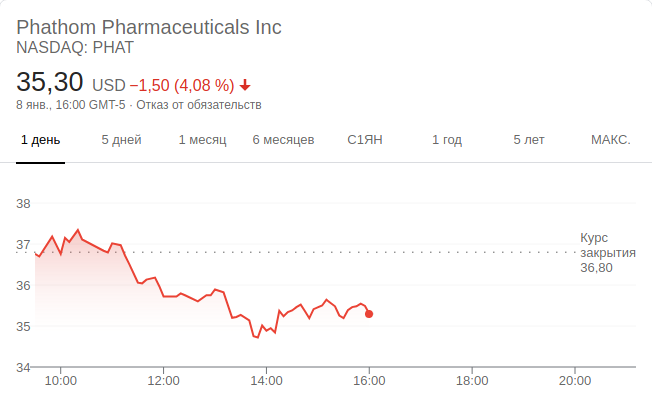 Phathom Pharmaceuticals Inc
NASDAQ: PHAT
35,30 USD −1,50 (4,08 %)
8 янв., 16:00 GMT-5 · Отказ от обязательств
1 день 5 дней 1 месяц 6 месяцев С1ЯН 1 год 5 лет МАКС.
38
37
36
35
34
Курс
закрытия
36,80
10:00 12:00 14:00 16:00 18:00 20:00